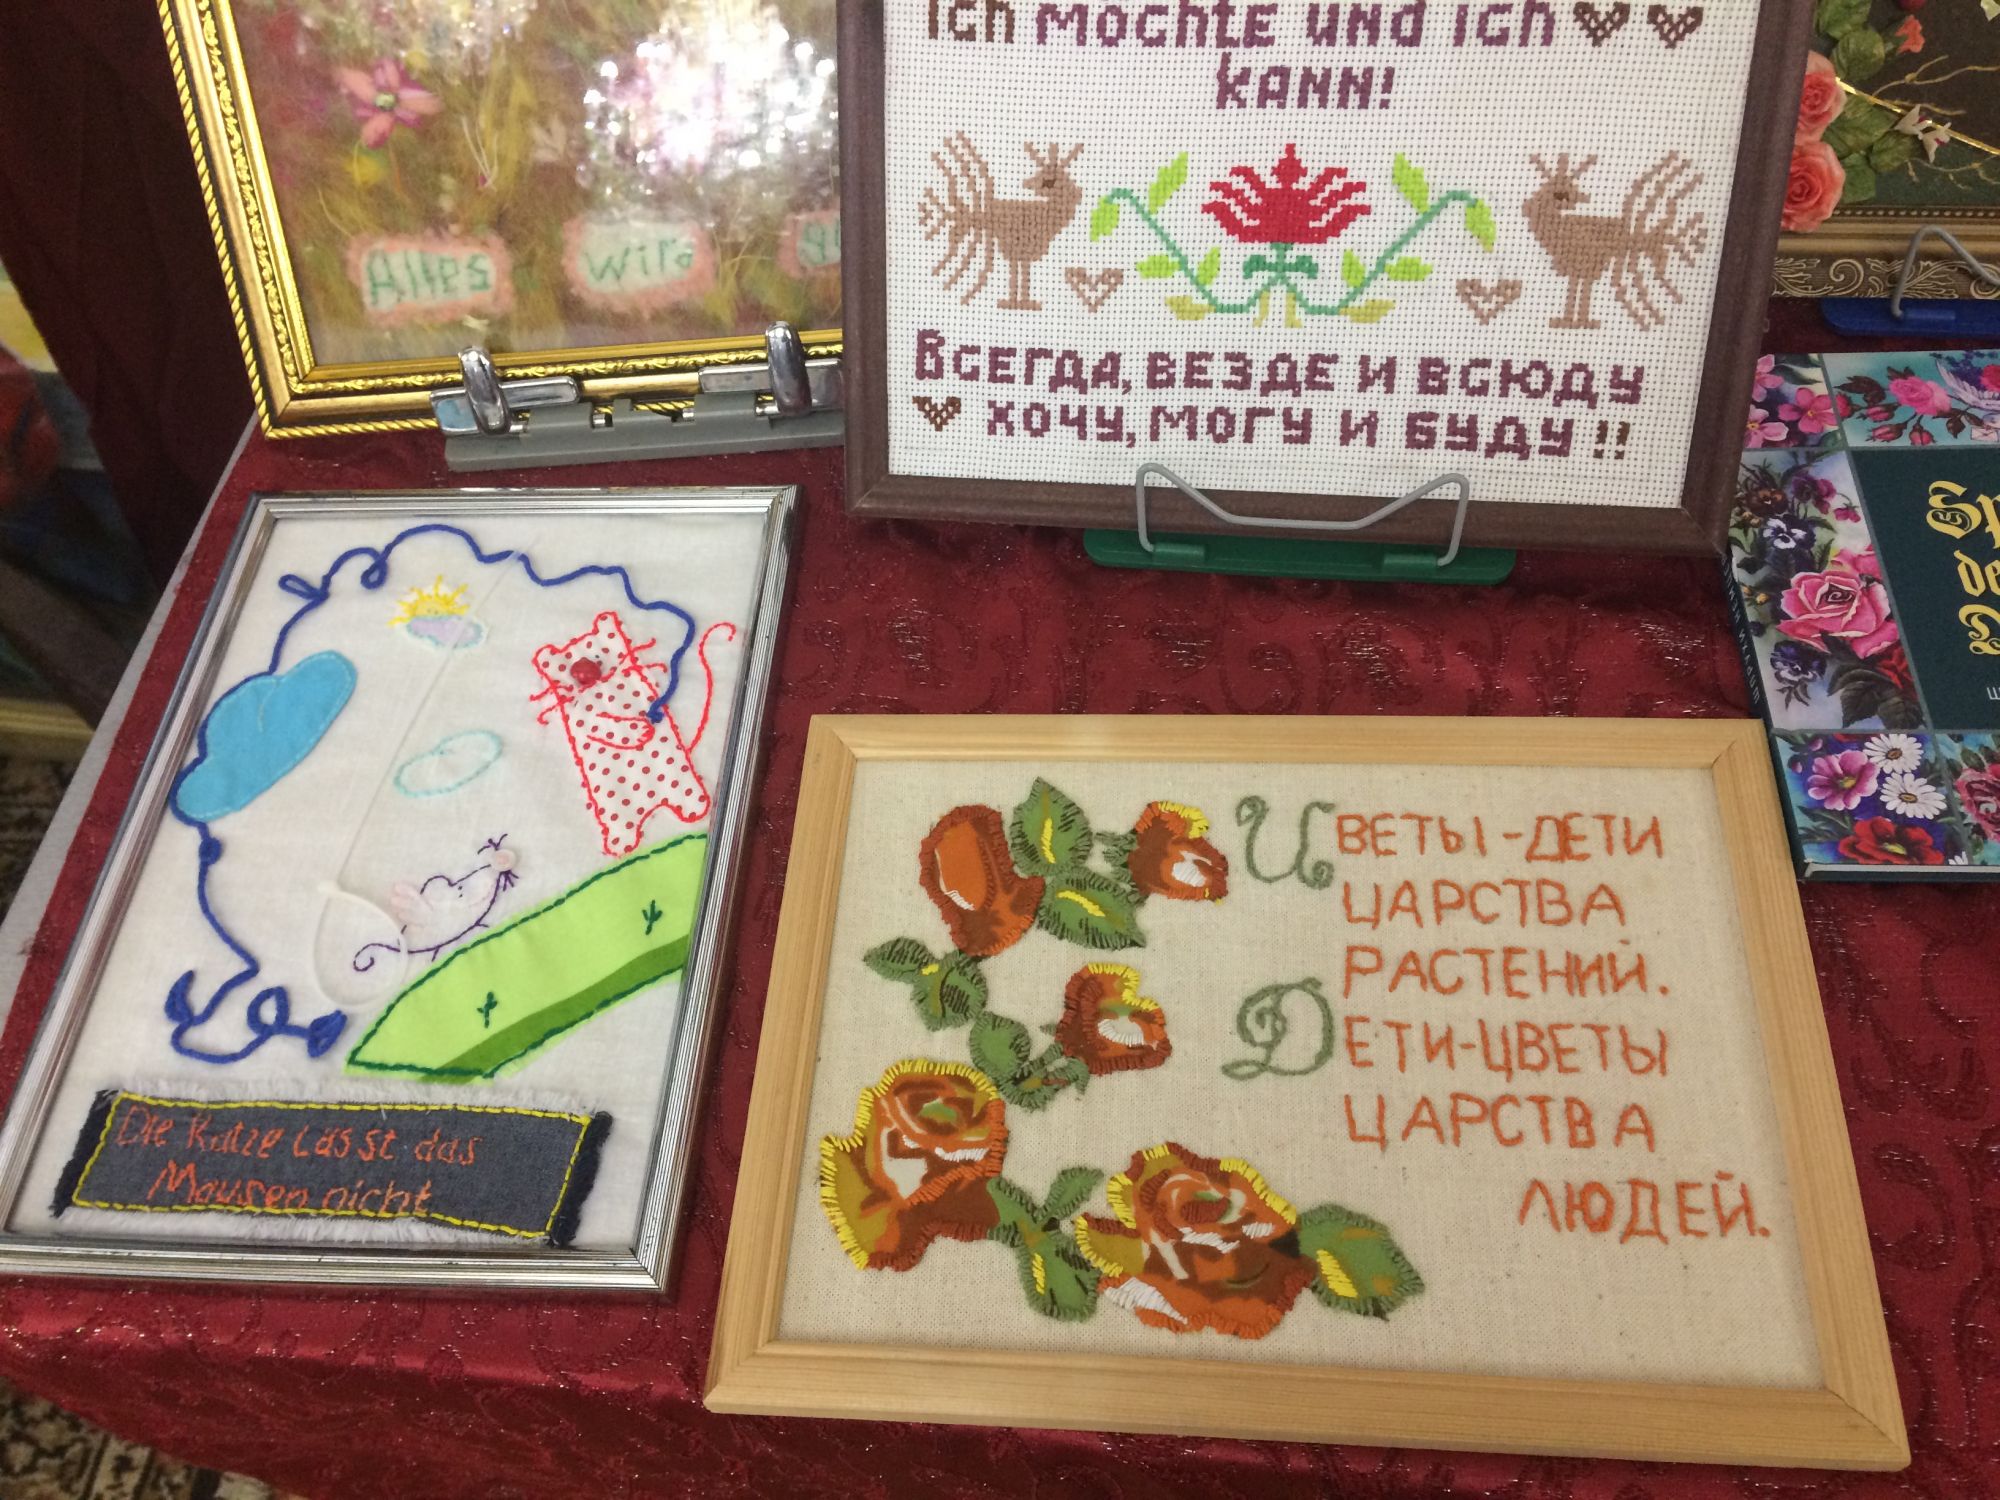 Alles wird
ich möchte und ich
kann!
Всегда, везде и всюду
хочу, могу и буду!!
Die Katze Lässt das
Mausen nicht
Цветы-дети
царства
растений.
Дети-цветы
царства
людей.